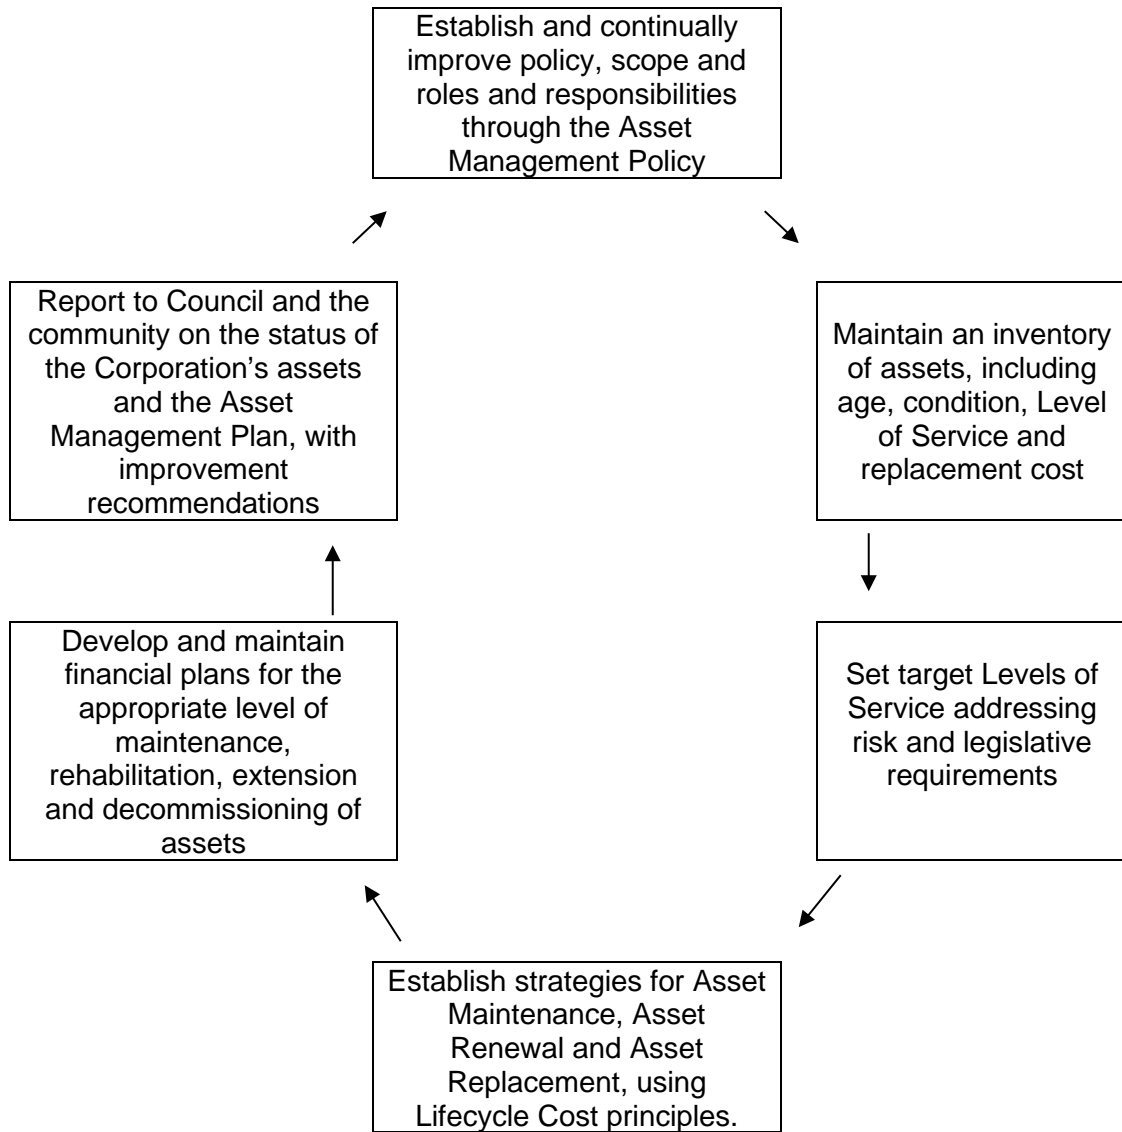 Establish and continually
improve policy, scope and
roles and responsibilities
through the Asset
Management Policy
Report to Council and the
community on the status of
the Corporation’s assets
and the Asset
Management Plan, with
improvement
recommendations
Maintain an inventory
of assets, including
age, condition, Level
of Service and
replacement cost
Develop and maintain
financial plans for the
appropriate level of
maintenance,
rehabilitation, extension
and decommissioning of
assets
Set target Levels of
Service addressing
risk and legislative
requirements
Establish strategies for Asset
Maintenance, Asset
Renewal and Asset
Replacement, using
Lifecycle Cost principles.